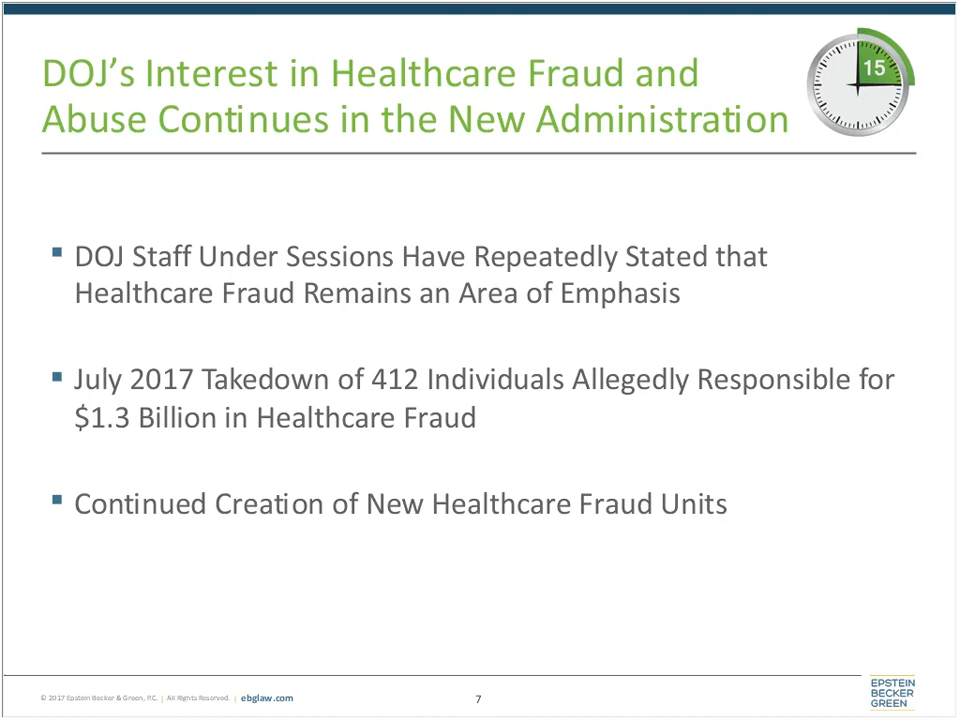 DOJ's Interest in Healthcare Fraud and
Abuse Continues in the New Administration
15
▪ DOJ Staff Under Sessions Have Repeatedly Stated that
Healthcare Fraud Remains an Area of Emphasis
▪ July 2017 Takedown of 412 Individuals Allegedly Responsible for
$1.3 Billion in Healthcare Fraud
▪ Continued Creation of New Healthcare Fraud Units
© 2017 Epstein Becker & Green, P.C. | All Rights Reserved. | ebglaw.com
7
EPSTEIN
BECKER
GREEN